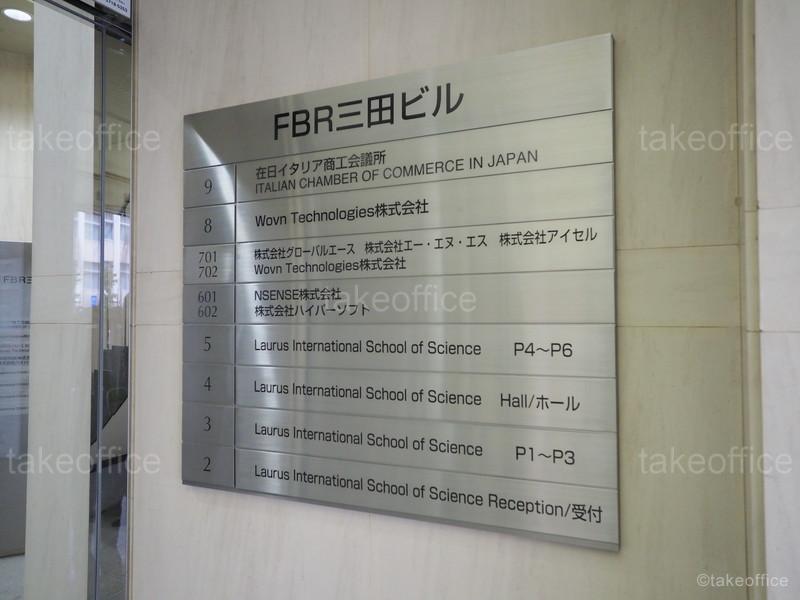 FBR三田ビル
9 在日イタリア商工会議所
ITALIAN CHAMBER OF COMMERCE IN JAPAN
8 Wovn Technologies株式会社
701 株式会社グローバルエース 株式会社エー・エヌ・エス 株式会社アイセル
702 Wovn Technologies株式会社
601 NSENSE株式会社
602 株式会社ハイパーソフト
5 Laurus International School of Science P4～P6
4 Laurus International School of Science Hall/ホール
3 Laurus International School of Science P1～P3
2 Laurus International School of Science Reception/受付
takeoffice
takeoffice
takeoffice
takeoffice
takeoffice
©takeoffice